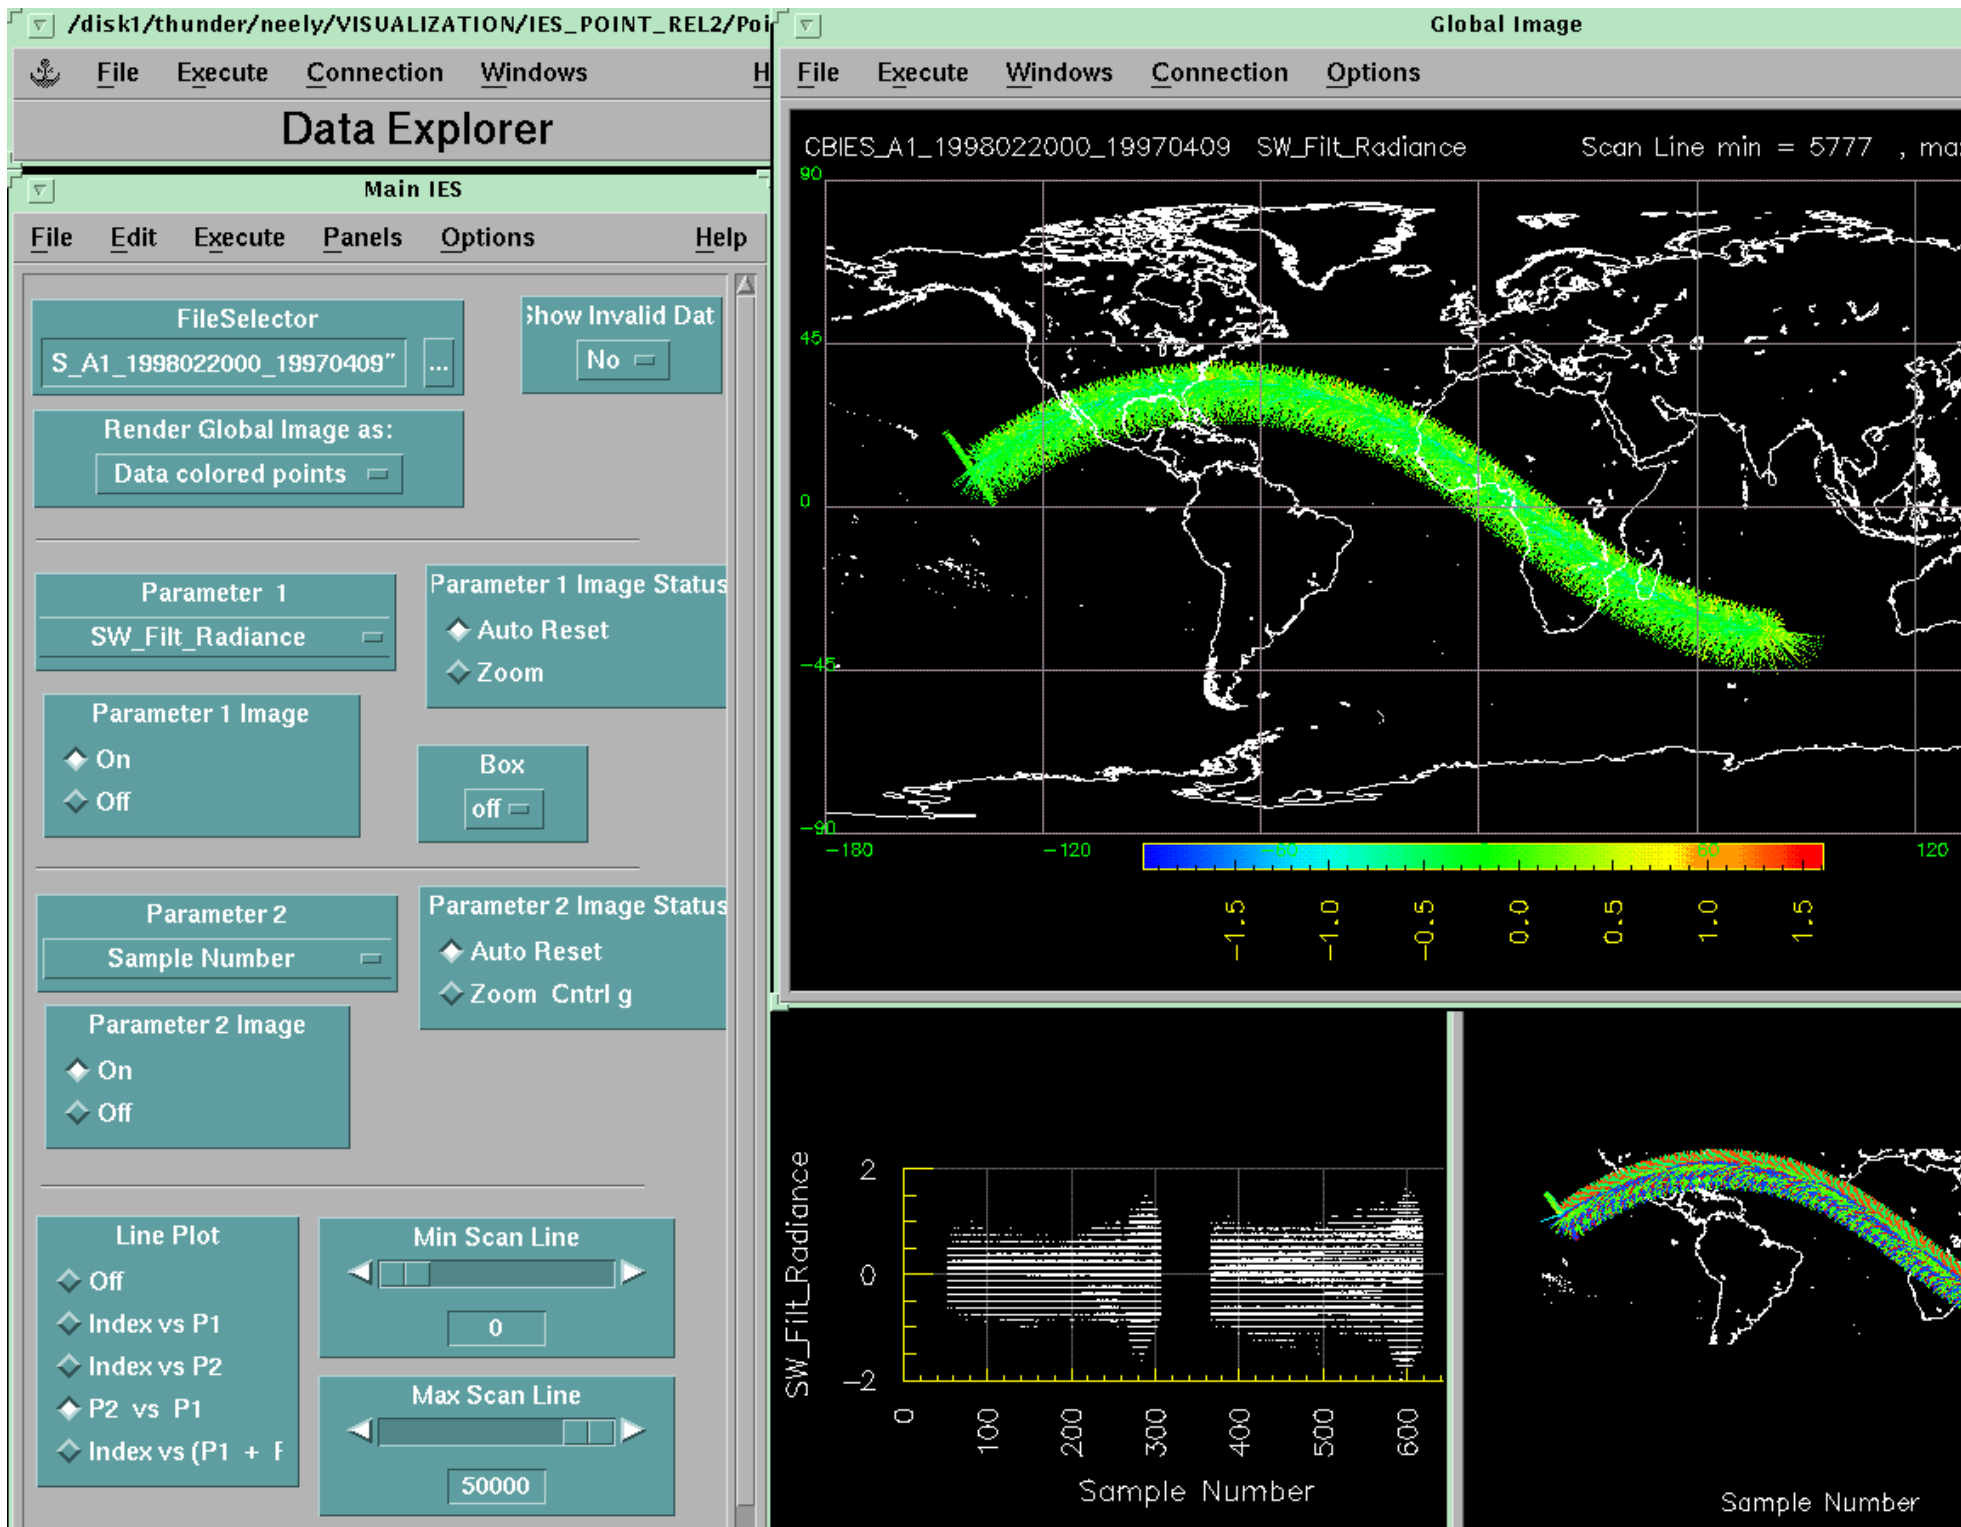 /disk1/thunder/neely/VISUALIZATION/IES_POINT_REL2/Poi
File Execute Connection Windows H
Data Explorer
Main IES
File Edit Execute Panels Options Help
FileSelector
S_A1_1998022000_19970409"
...
Show Invalid Dat
No
Render Global Image as:
Data colored points
Parameter 1
SW_Filt_Radiance
Parameter 1 Image Status
Auto Reset
Zoom
Parameter 1 Image
On
Off
Box
off
Parameter 2
Sample Number
Parameter 2 Image Status
Auto Reset
Zoom Cntrl g
Parameter 2 Image
On
Off
Line Plot
Off
Index vs P1
Index vs P2
P2 vs P1
Index vs (P1 + F
Min Scan Line
0
Max Scan Line
50000
Global Image
File Execute Windows Connection Options
CBIES_A1_1998022000_19970409 SW_Filt_Radiance Scan Line min = 5777 , ma
90
45
0
-45
-90
-180 -120 -60 60 120
-1.5 -1.0 -0.5 0.0 0.5 1.0 1.5
SW_Filt_Radiance
2
0
-2
0 100 200 300 400 500 600
Sample Number
Sample Number